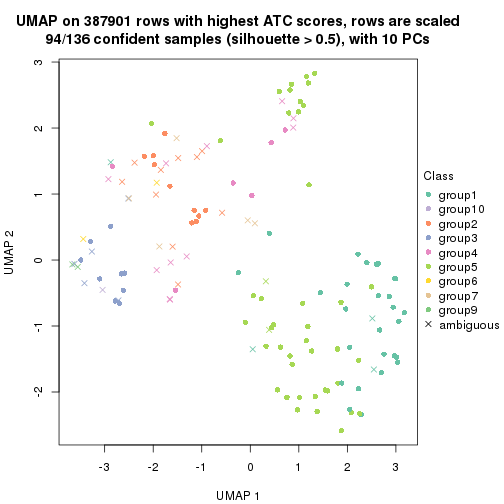 UMAP on 387901 rows with highest ATC scores, rows are scaled
94/136 confident samples (silhouette > 0.5), with 10 PCs
3
2
1
0
-1
-2
UMAP 2
-3
-2
-1
0
1
2
3
UMAP 1
Class
group1
group10
group2
group3
group4
group5
group6
group7
group9
ambiguous